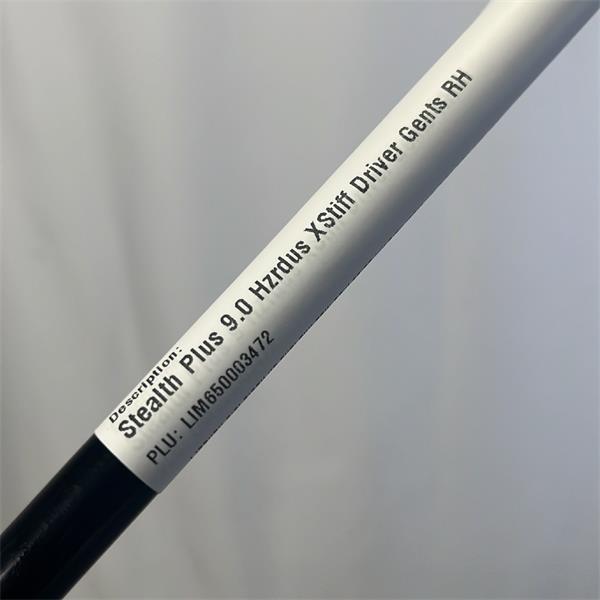 Description:
Stealth Plus 9.0 Hzrdus XStiff Driver Gents RH
PLU: LIM650003472